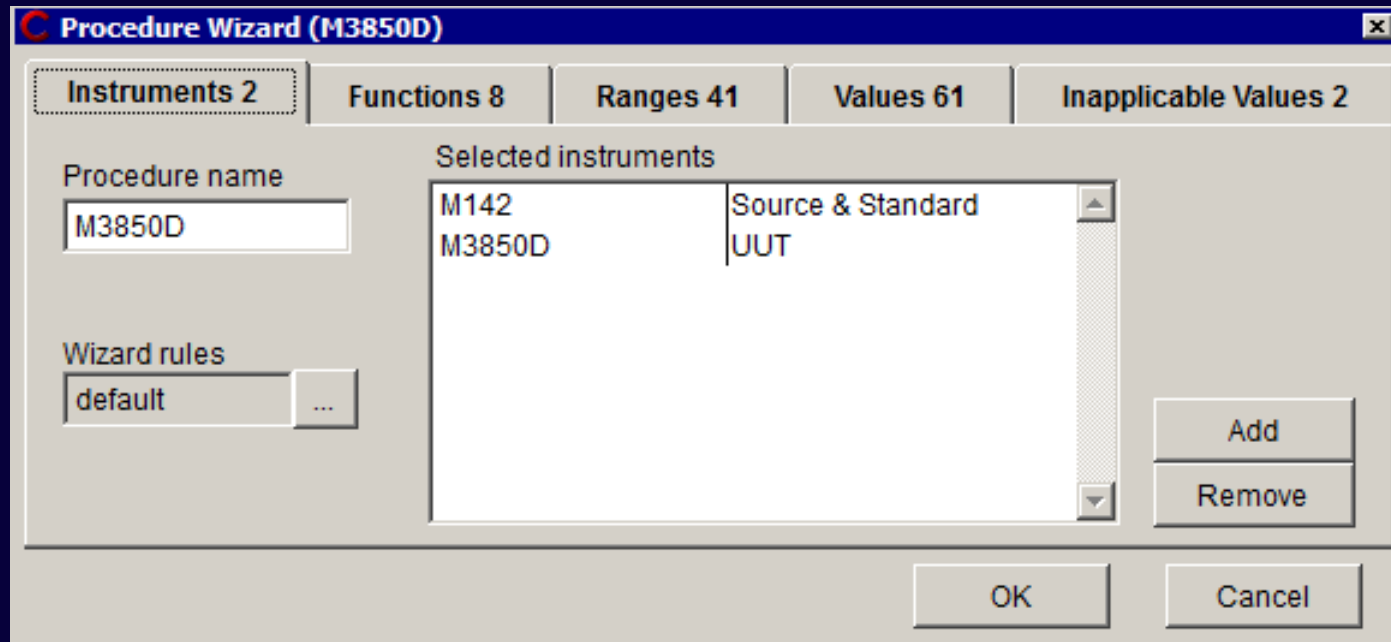 Procedure Wizard (M3850D)
Instruments 2
Functions 8
Ranges 41
Values 61
Inapplicable Values 2
Procedure name
M3850D
Wizard rules
default
...
Selected instruments
M142 Source & Standard
M3850D UUT
Add
Remove
OK
Cancel